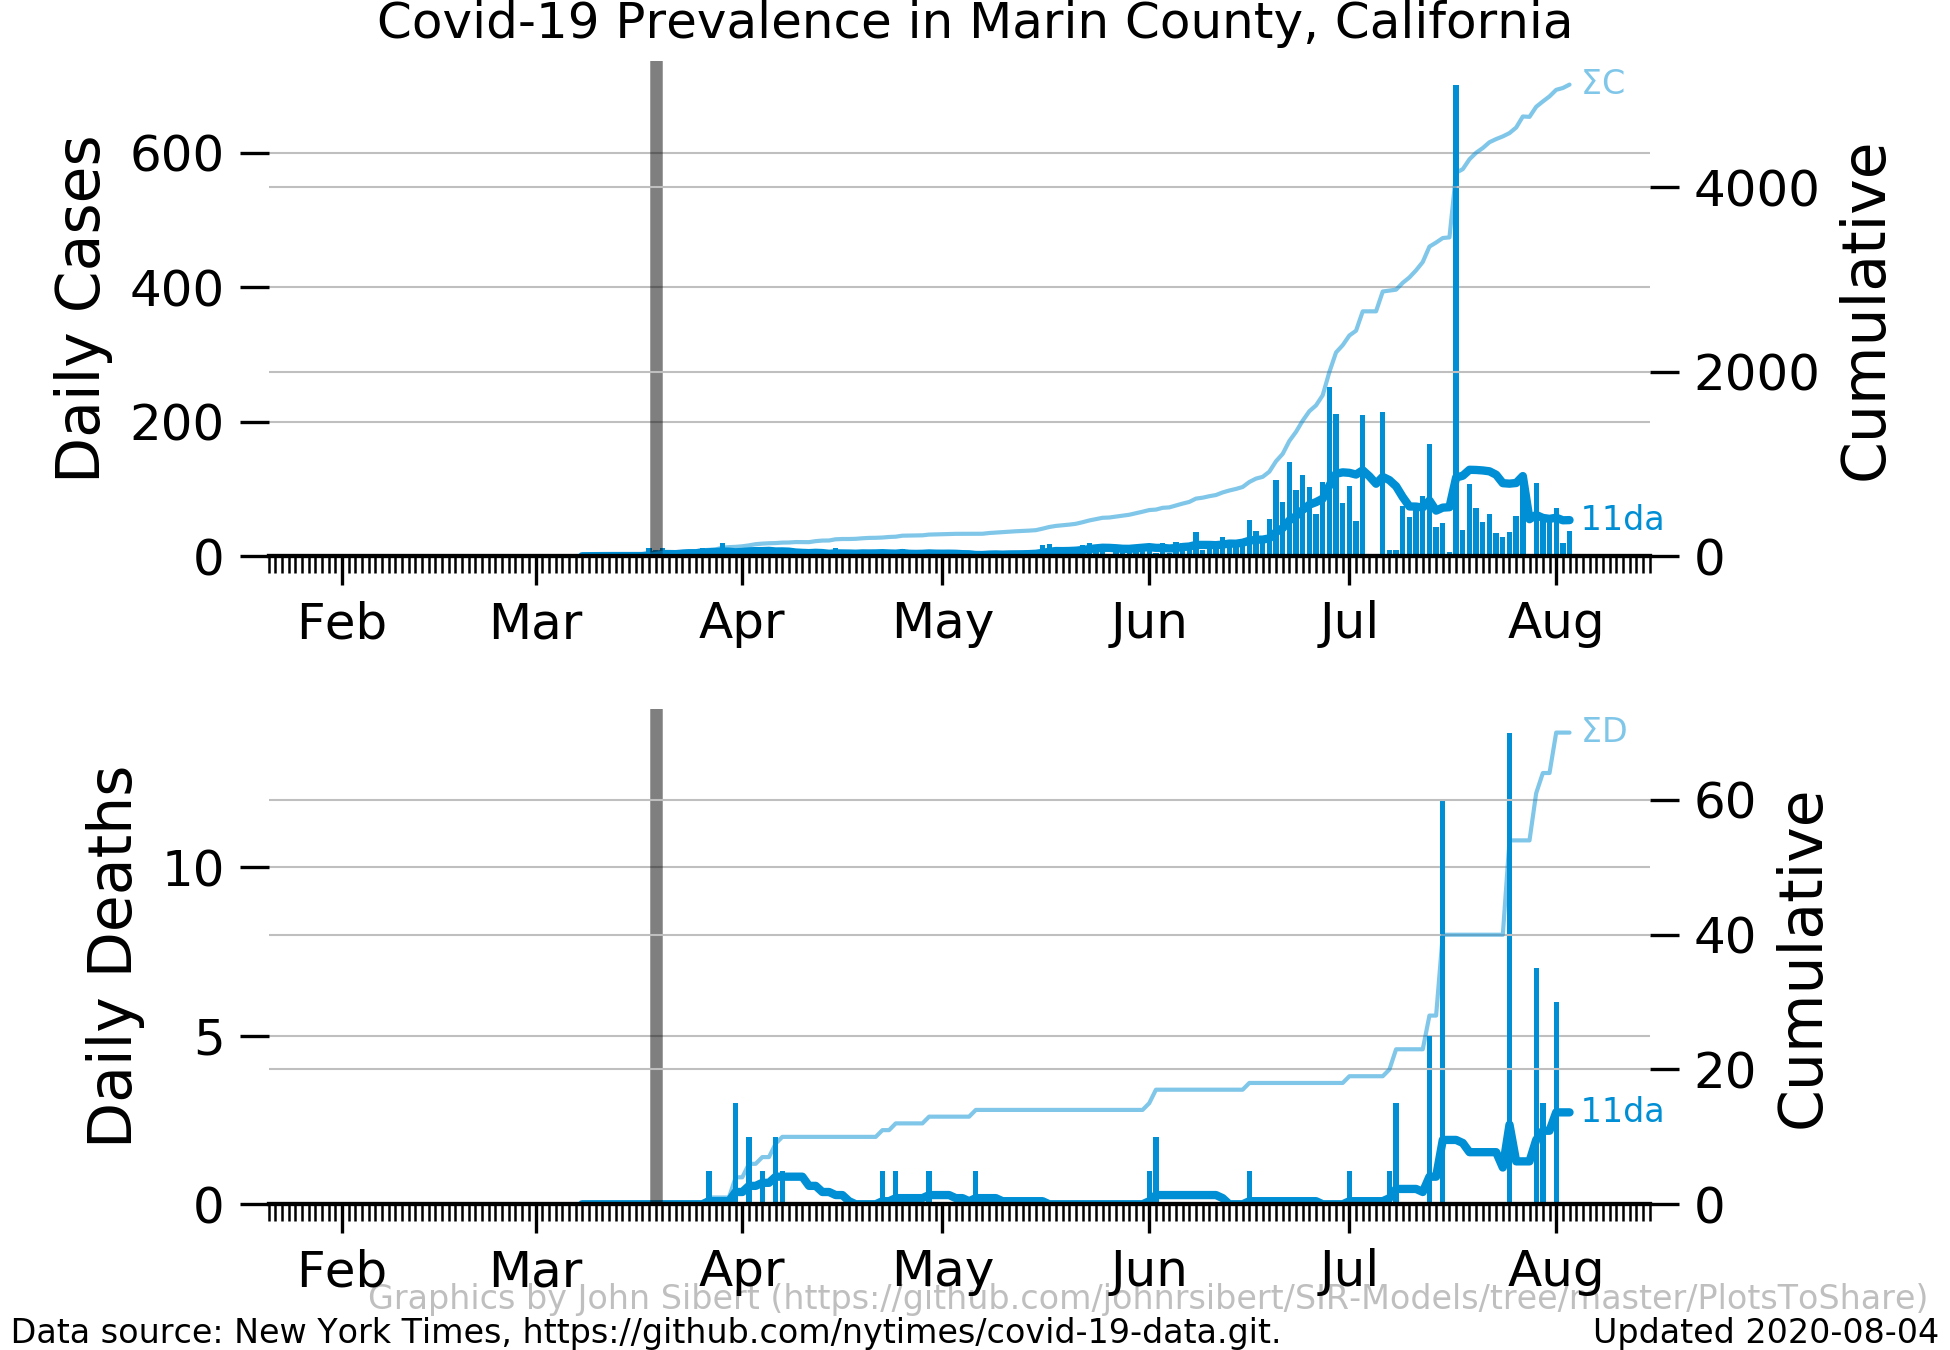 Covid-19 Prevalence in Marin County, California
Daily Cases
600
400
200
0
4000
2000
0
Cumulative
ΣC
11da
Feb Mar Apr May Jun Jul Aug
Daily Deaths
10
5
0
60
40
20
0
Cumulative
ΣD
11da
Feb Mar Apr May Jun Jul Aug
Graphics by John Sibert (https://github.com/johnrsibert/SIR-Models/tree/master/PlotsToShare)
Data source: New York Times, https://github.com/nytimes/covid-19-data.git. Updated 2020-08-04